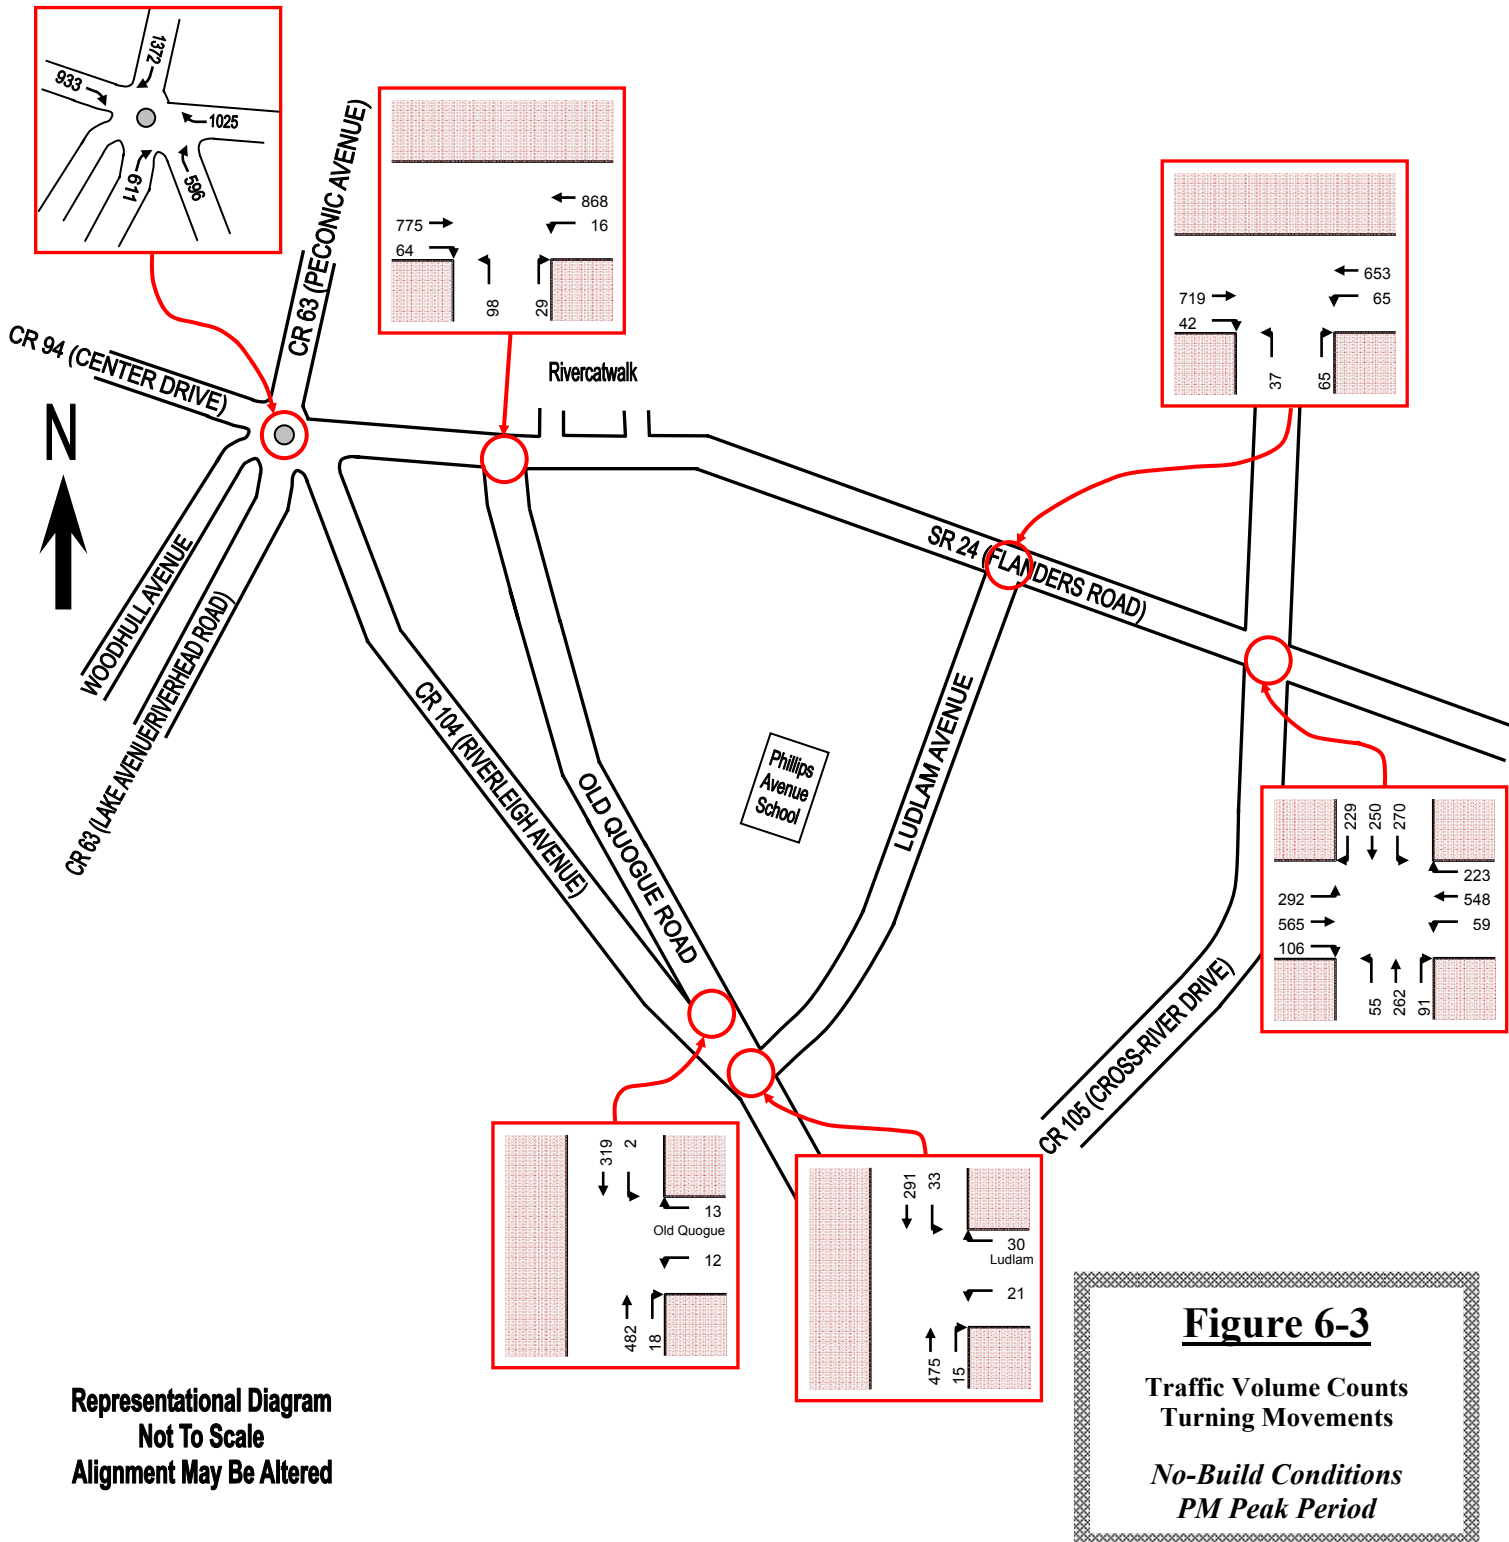 1372
933
1025
611
596
CR 63 (PECONIC AVENUE)
868
775
16
64
98
29
653
719
65
42
37
65
CR 94 (CENTER DRIVE)
Rivercatwalk
N
SR 24 (FLANDERS ROAD)
WOODHULL AVENUE
CR 63 (LAKE AVENUE/RIVERHEAD ROAD)
CR 104 (RIVERLEIGH AVENUE)
OLD QUOGUE ROAD
Phillips
Avenue
School
LUDLAM AVENUE
CR 105 (CROSS-RIVER DRIVE)
229
250
270
223
292
548
565
59
106
55
262
91
319
2
13
Old Quogue
12
482
18
291
33
30
Ludlam
21
475
15
Representational Diagram
Not To Scale
Alignment May Be Altered
Figure 6-3
Traffic Volume Counts
Turning Movements
No-Build Conditions
PM Peak Period